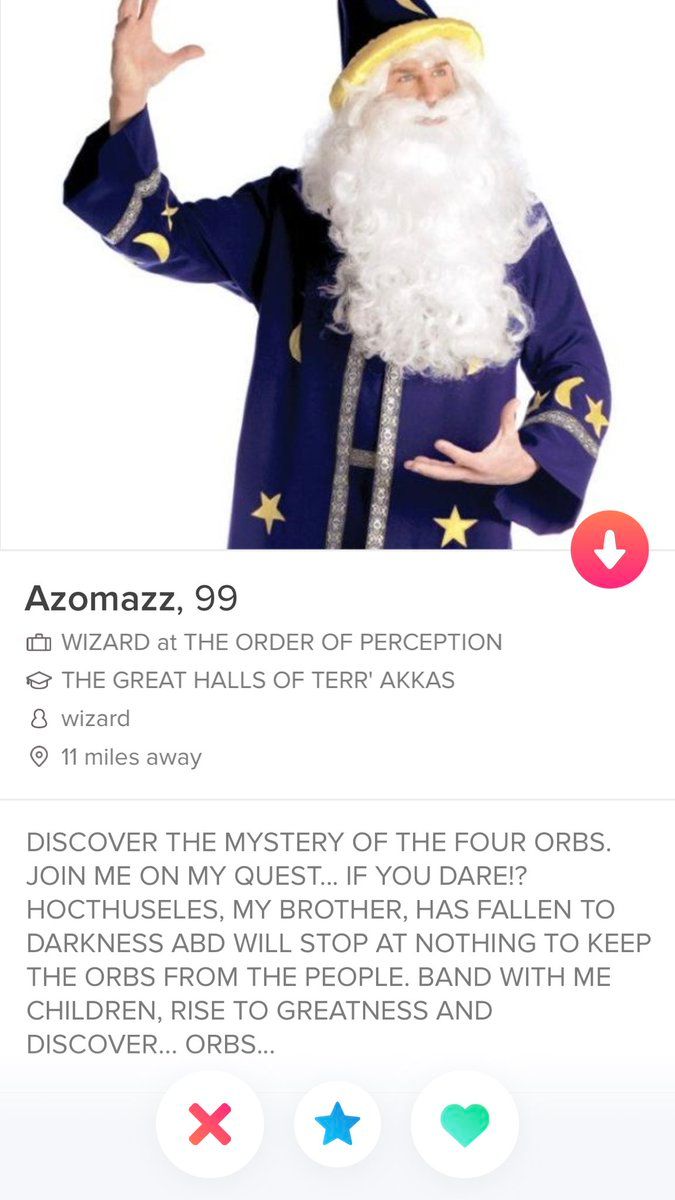 Azomazz, 99
WIZARD at THE ORDER OF PERCEPTION
THE GREAT HALLS OF TERR' AKKAS
wizard
11 miles away
DISCOVER THE MYSTERY OF THE FOUR ORBS.
JOIN ME ON MY QUEST... IF YOU DARE!?
HOCTHUSELES, MY BROTHER, HAS FALLEN TO
DARKNESS ABD WILL STOP AT NOTHING TO KEEP
THE ORBS FROM THE PEOPLE. BAND WITH ME
CHILDREN, RISE TO GREATNESS AND
DISCOVER... ORBS...